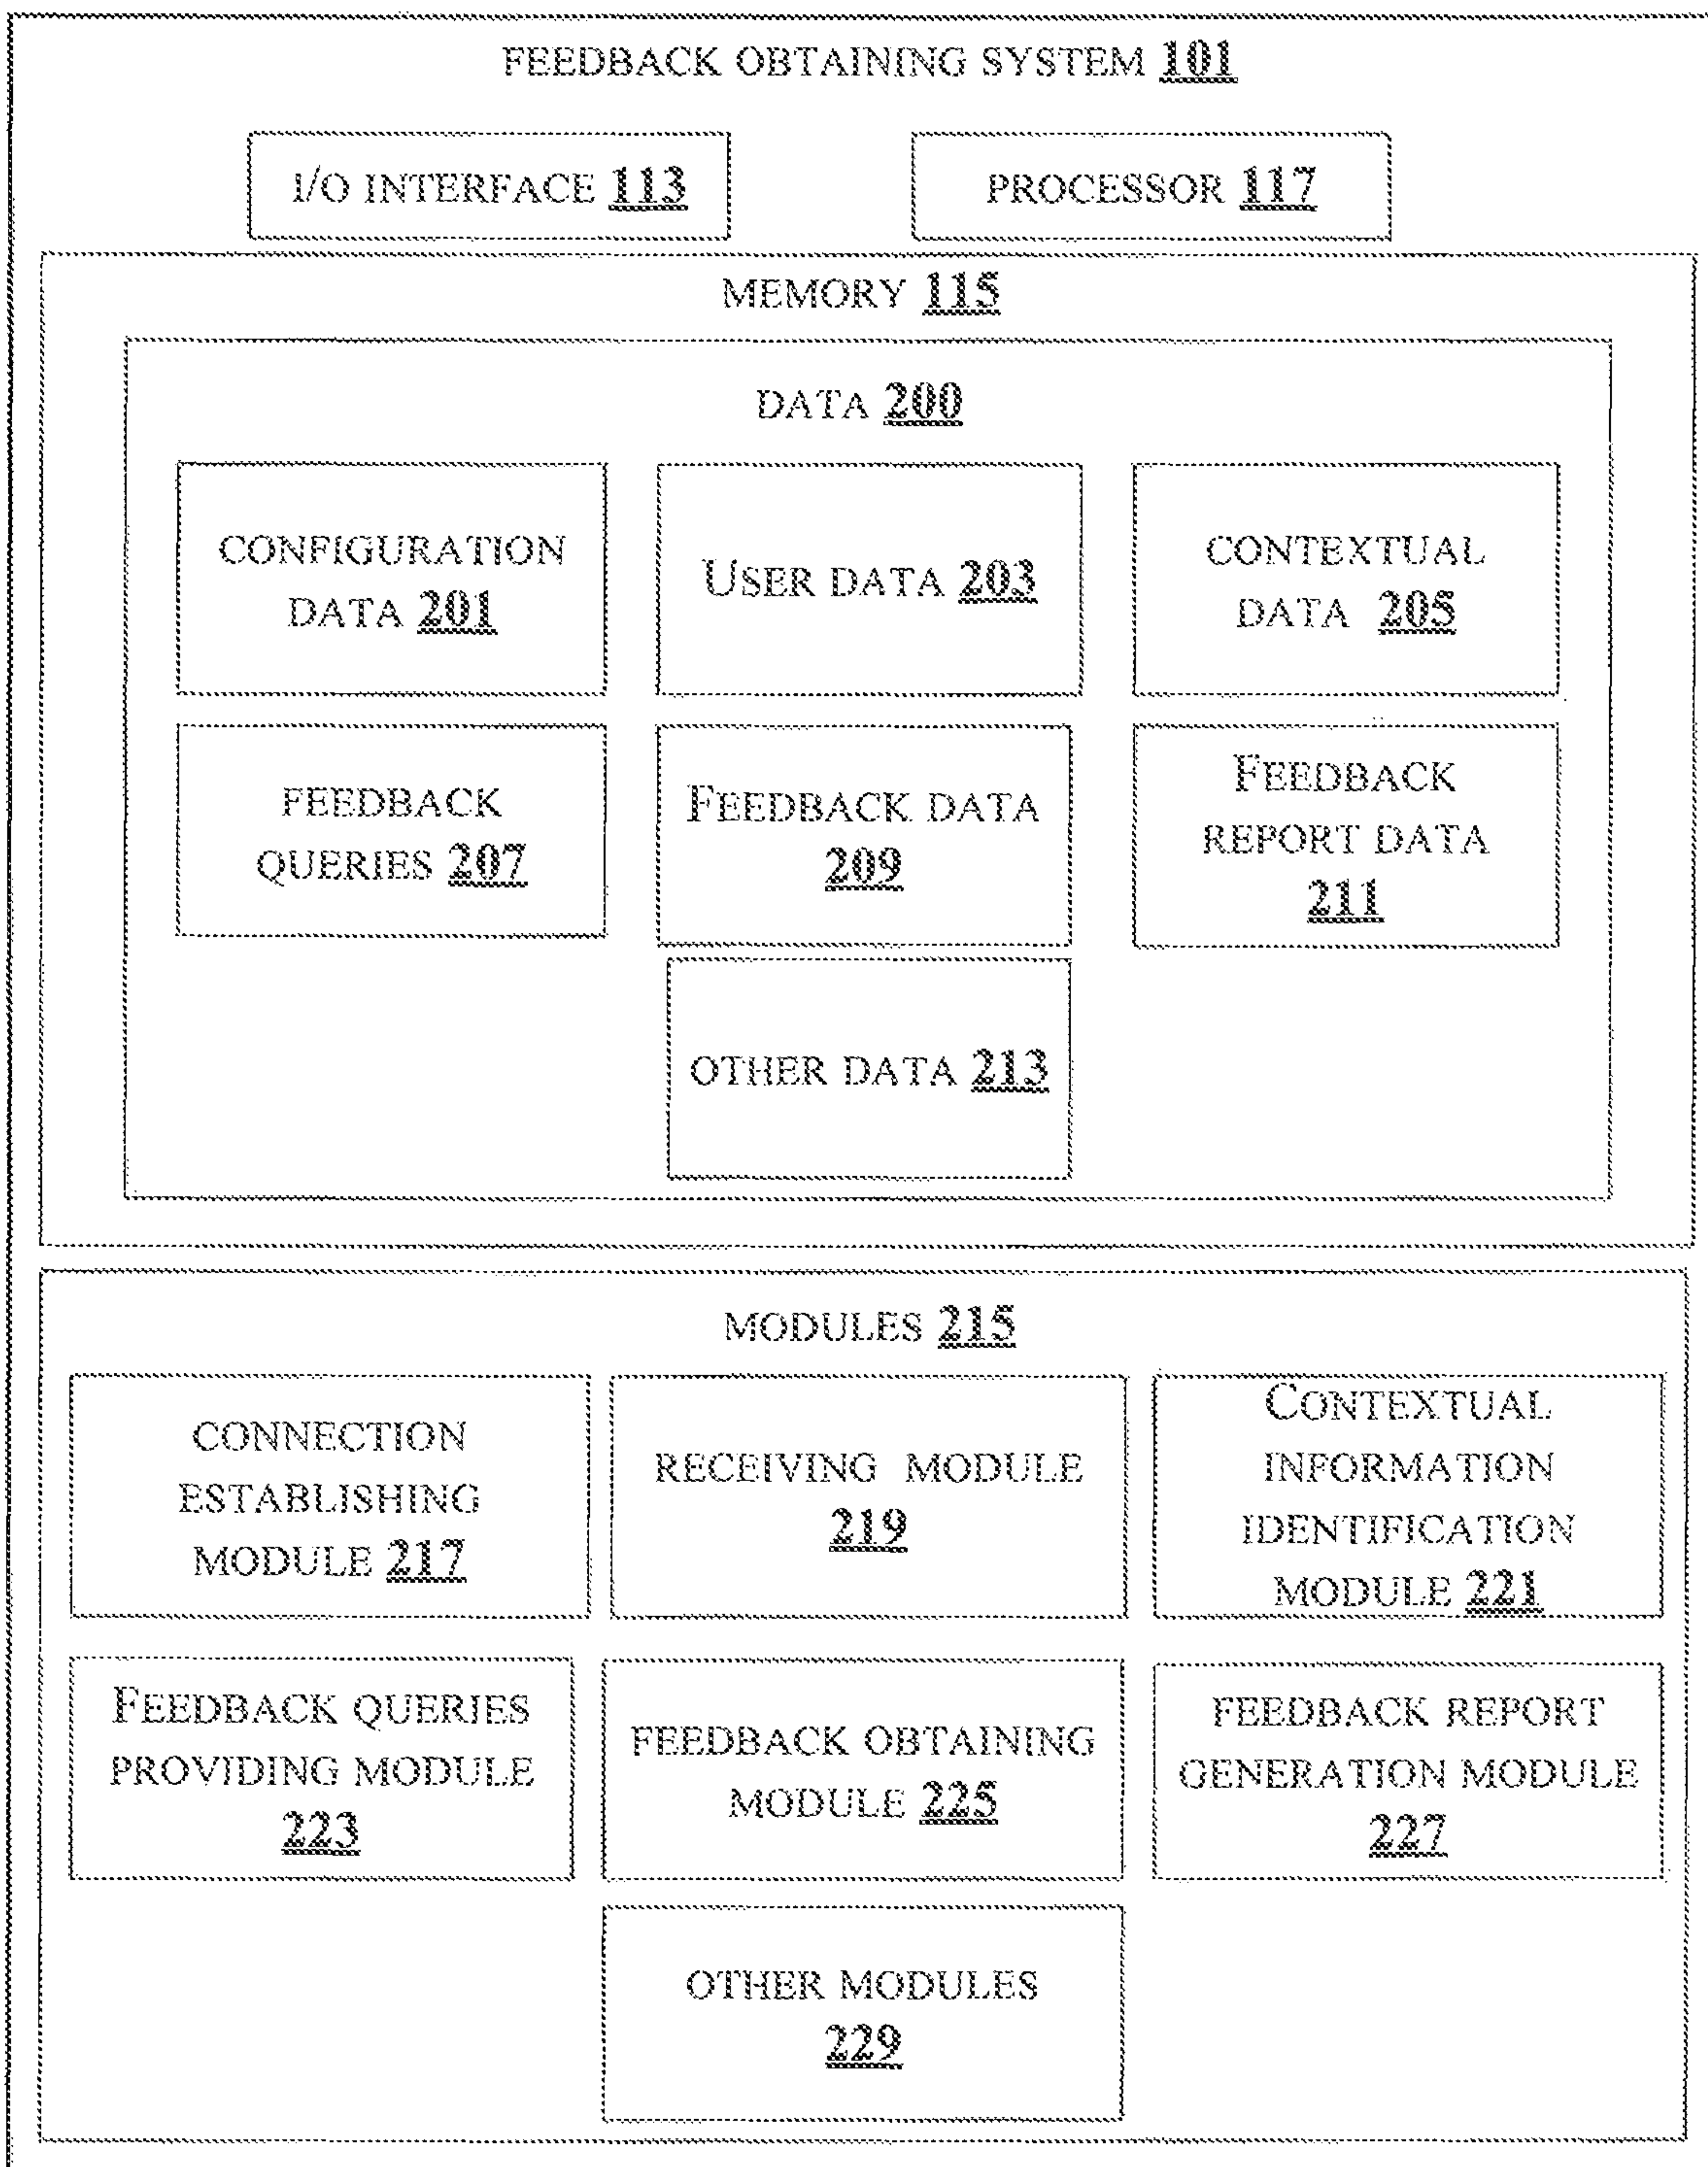 FEEDBACK OBTAINING SYSTEM 101
I/O INTERFACE 113
PROCESSOR 117
MEMORY 115
DATA 200
CONFIGURATION
DATA 201
USER DATA 203
CONTEXTUAL
DATA 205
FEEDBACK
QUERIES 207
FEEDBACK DATA
209
FEEDBACK
REPORT DATA
211
OTHER DATA 213
MODULES 215
CONNECTION
ESTABLISHING
MODULE 217
RECEIVING MODULE
219
CONTEXTUAL
INFORMATION
IDENTIFICATION
MODULE 221
FEEDBACK QUERIES
PROVIDING MODULE
223
FEEDBACK OBTAINING
MODULE 225
FEEDBACK REPORT
GENERATION MODULE
227
OTHER MODULES
229